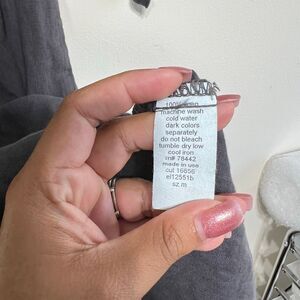 100%
machine wash
cold water
dark colors
separately
do not bleach
tumble dry low
cool iron
rn# 78442
made in usa
cut 16656
el12551b
sz m